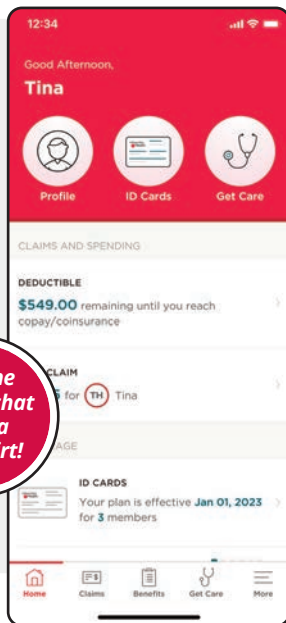 12:34
Good Afternoon,
Tina
Profile
ID Cards
Get Care
CLAIMS AND SPENDING
DEDUCTIBLE
$549.00 remaining until you reach
copay/coinsurance
CLAIM
for TH Tina
ID CARDS
Your plan is effective Jan 01, 2023
for 3 members
Home
Claims
Benefits
Get Care
More